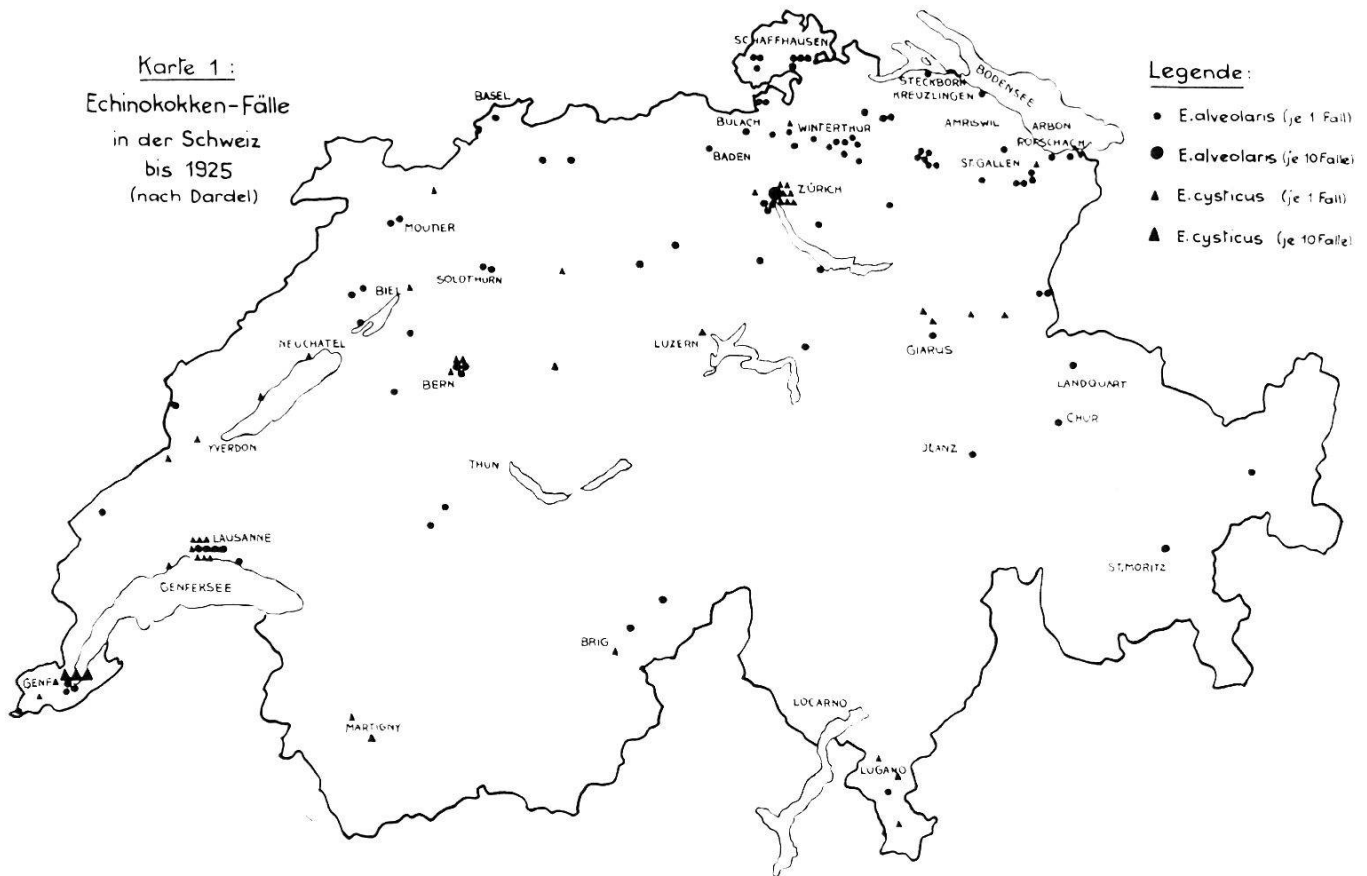 Karte 1 :
Echinokokken-Fälle
in der Schweiz
bis 1925
(nach Dardel)
Legende:
E.alveolaris (je 1 Fall)
E.alveolaris (je 10 Fälle)
E.cysticus (je 1 Fall)
E.cysticus (je 10 Fälle)
SCHAFFHAUSEN
BASEL
STECKBORN
KREUZLINGEN
BODENSEE
BÜLACH
WINTERTHUR
AMRISWIL
ARBON
RORSCHACH
BADEN
ST.GALLEN
ZÜRICH
MOUTIER
SOLOTHURN
BIEL
NEUCHATEL
LUZERN
GLARUS
BERN
LANDQUART
CHUR
YVERDON
THUN
JLANZ
LAUSANNE
GENFERSEE
ST.MORITZ
BRIG
GENF
LOCARNO
MARTIGNY
LUGANO